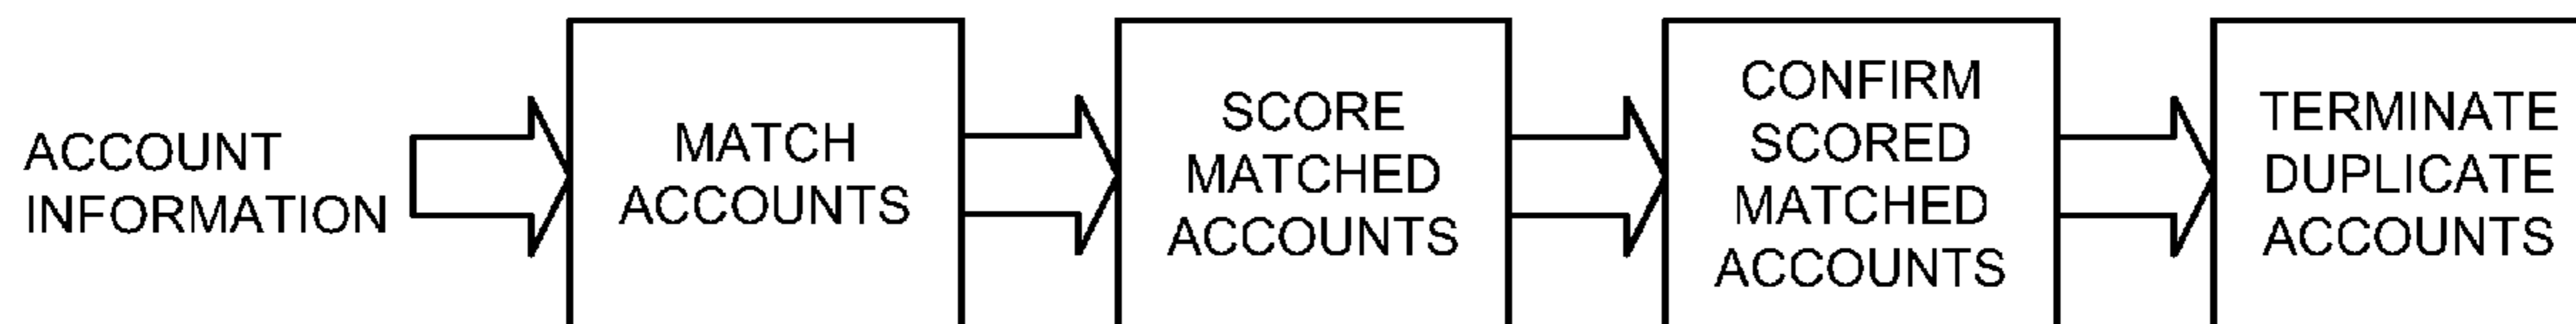 ACCOUNT
INFORMATION
MATCH
ACCOUNTS
SCORE
MATCHED
ACCOUNTS
CONFIRM
SCORED
MATCHED
ACCOUNTS
TERMINATE
DUPLICATE
ACCOUNTS